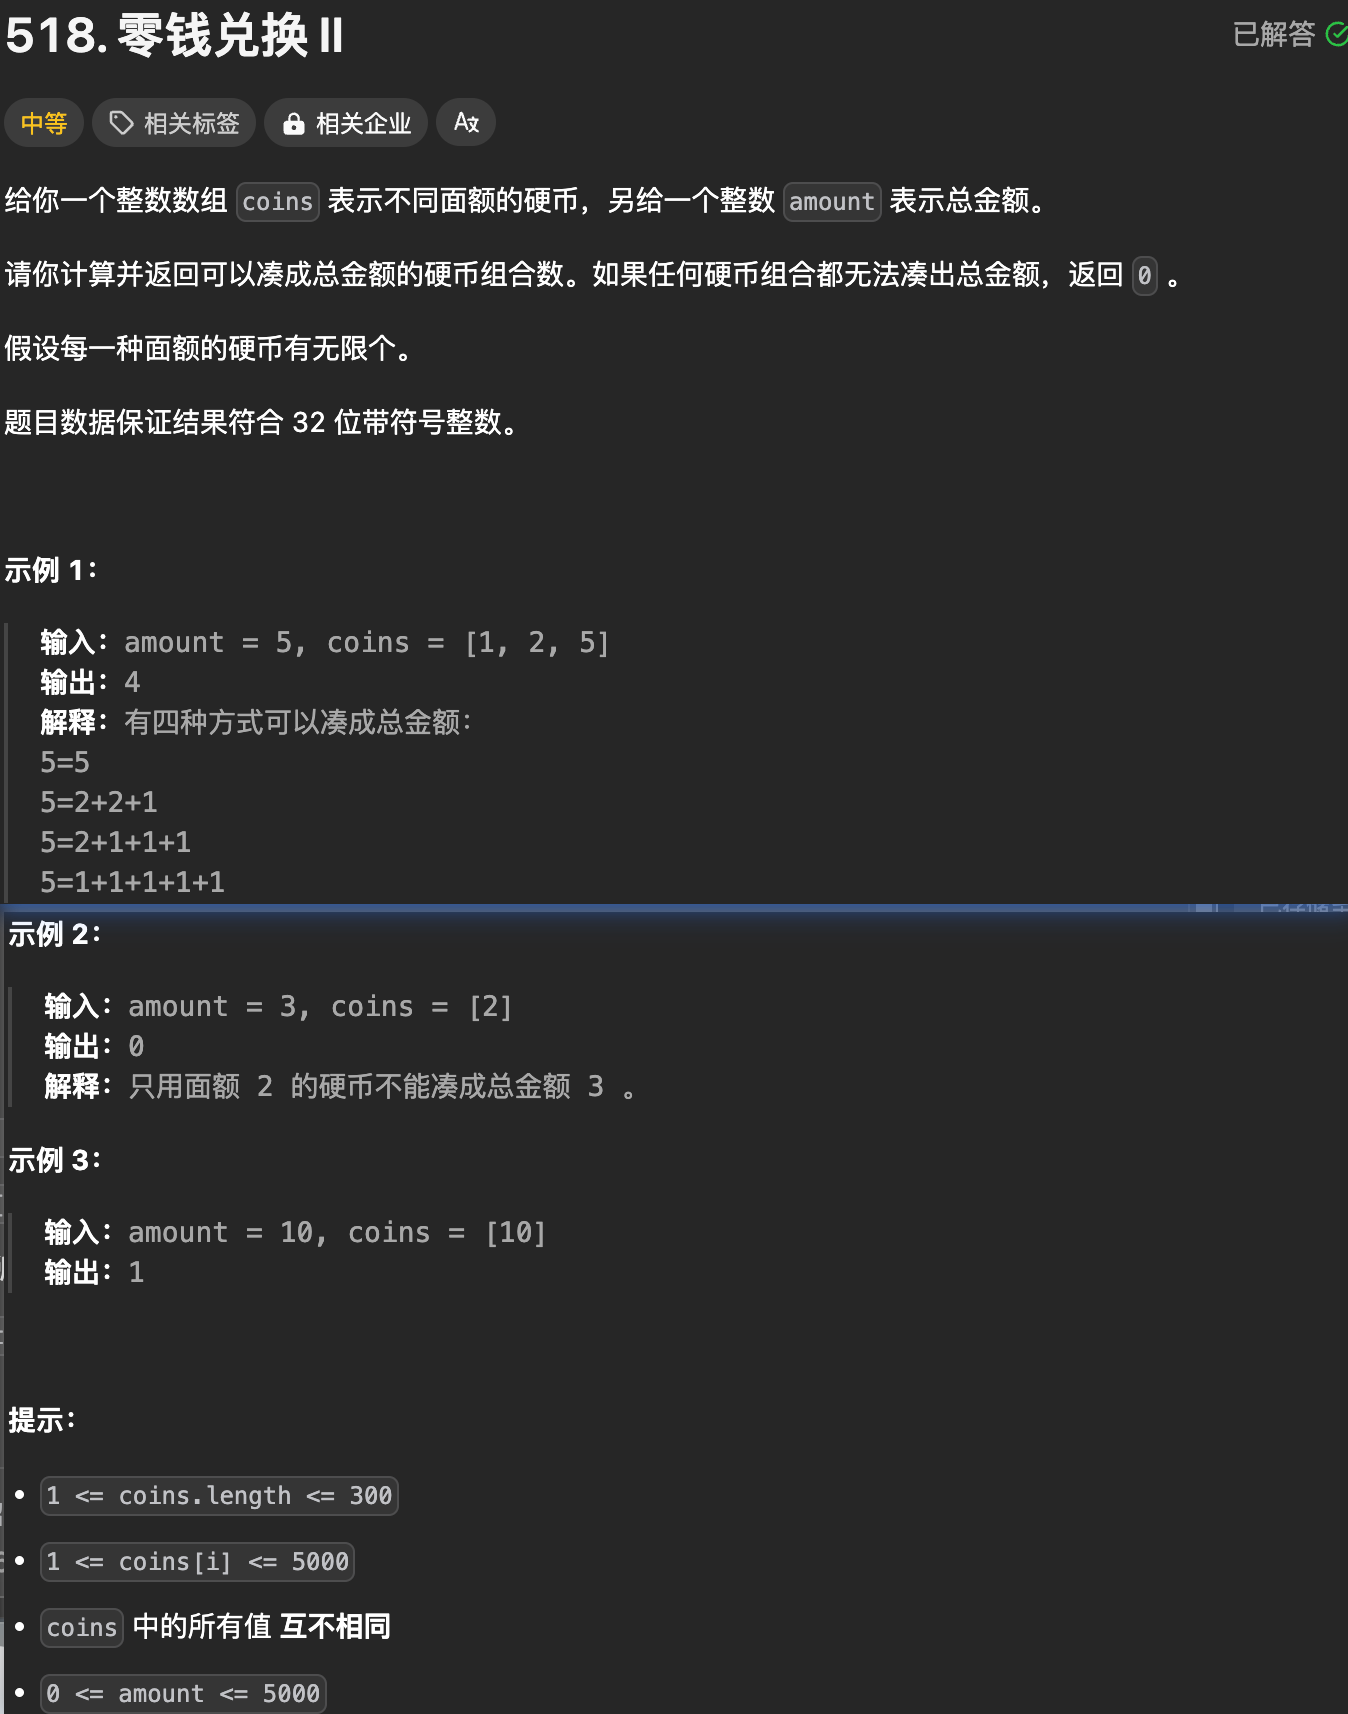 518. 零钱兑换 II
已解答
中等
相关标签
相关企业
给你一个整数数组 coins 表示不同面额的硬币，另给一个整数 amount 表示总金额。
请你计算并返回可以凑成总金额的硬币组合数。如果任何硬币组合都无法凑出总金额，返回 0 。
假设每一种面额的硬币有无限个。
题目数据保证结果符合 32 位带符号整数。
示例 1：
输入：amount = 5, coins = [1, 2, 5]
输出：4
解释：有四种方式可以凑成总金额：
5=5
5=2+2+1
5=2+1+1+1
5=1+1+1+1+1
示例 2：
输入：amount = 3, coins = [2]
输出：0
解释：只用面额 2 的硬币不能凑成总金额 3 。
示例 3：
输入：amount = 10, coins = [10]
输出：1
提示：
1 <= coins.length <= 300
1 <= coins[i] <= 5000
coins 中的所有值 互不相同
0 <= amount <= 5000